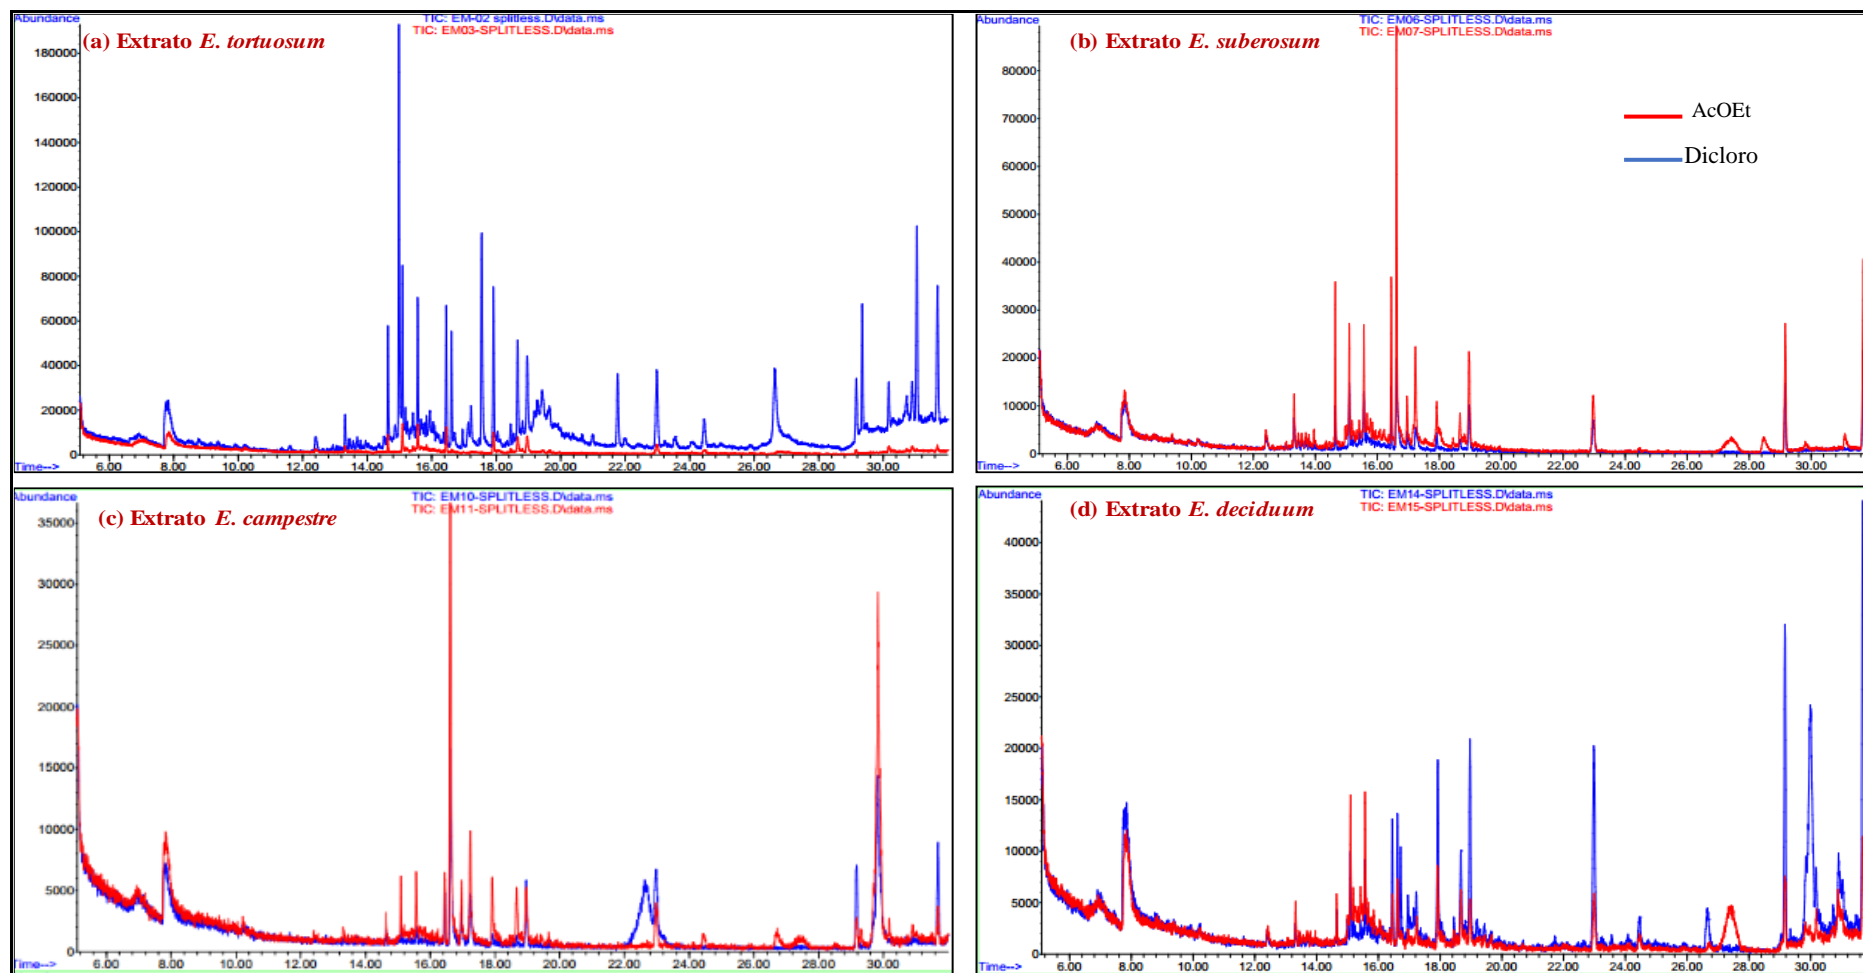 Abundance
TIC: EM-02 splitless.D\data.ms
TIC: EM03-SPLITLESS.D\data.ms
(a) Extrato E. tortuosum
180000
160000
140000
120000
100000
80000
60000
40000
20000
0
Time-->
6.00 8.00 10.00 12.00 14.00 16.00 18.00 20.00 22.00 24.00 26.00 28.00 30.00
Abundance
TIC: EM06-SPLITLESS.D\data.ms
TIC: EM07-SPLITLESS.D\data.ms
(b) Extrato E. suberosum
AcOEt
Dicloro
80000
70000
60000
50000
40000
30000
20000
10000
0
Time-->
6.00 8.00 10.00 12.00 14.00 16.00 18.00 20.00 22.00 24.00 26.00 28.00 30.00
Abundance
TIC: EM10-SPLITLESS.D\data.ms
TIC: EM11-SPLITLESS.D\data.ms
(c) Extrato E. campestre
35000
30000
25000
20000
15000
10000
5000
0
Time-->
6.00 8.00 10.00 12.00 14.00 16.00 18.00 20.00 22.00 24.00 26.00 28.00 30.00
Abundance
TIC: EM14-SPLITLESS.D\data.ms
TIC: EM15-SPLITLESS.D\data.ms
(d) Extrato E. deciduum
40000
35000
30000
25000
20000
15000
10000
5000
0
Time-->
6.00 8.00 10.00 12.00 14.00 16.00 18.00 20.00 22.00 24.00 26.00 28.00 30.00